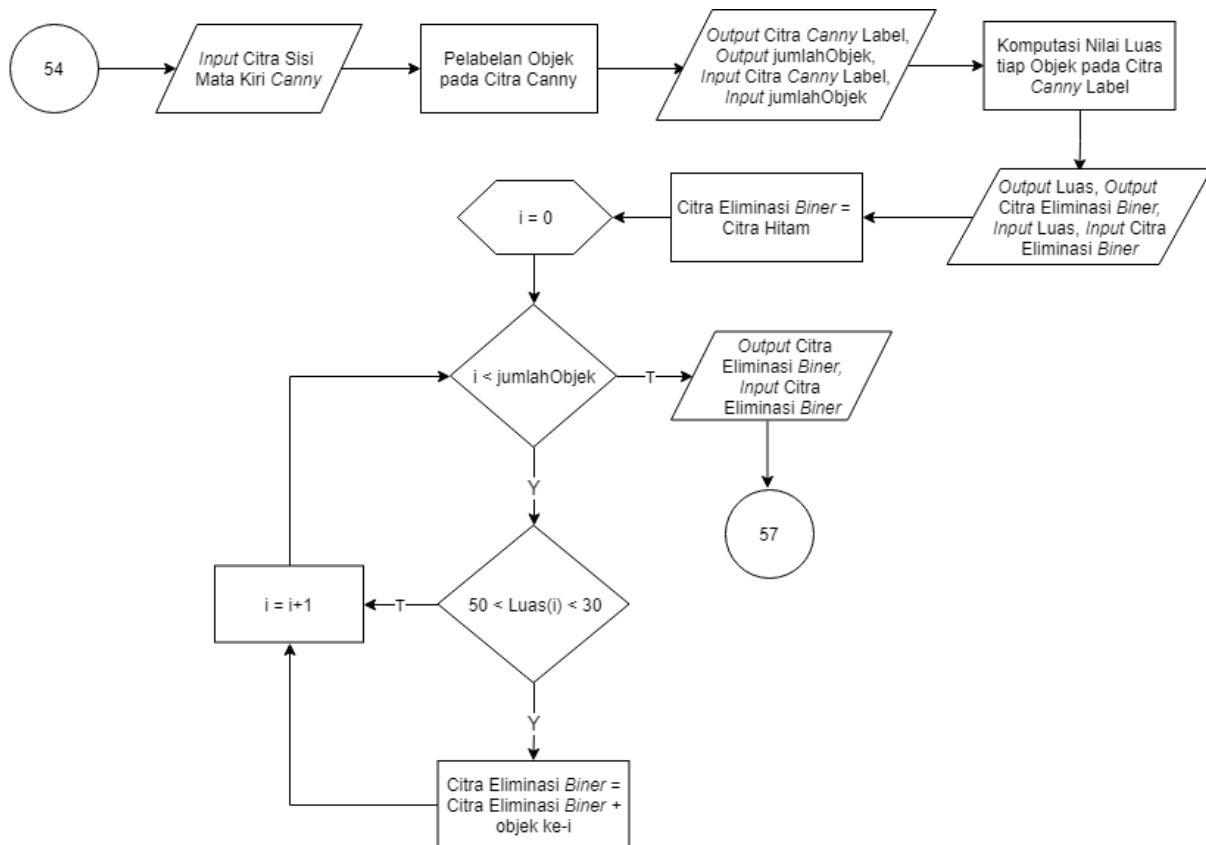 54
Input Citra Sisi
Mata Kiri Canny
Pelabelan Objek
pada Citra Canny
Output Citra Canny Label,
Output jumlahObjek,
Input Citra Canny Label,
Input jumlahObjek
Komputasi Nilai Luas
tiap Objek pada Citra
Canny Label
Output Luas, Output
Citra Eliminasi Biner,
Input Luas, Input Citra
Eliminasi Biner
Citra Eliminasi Biner =
Citra Hitam
i = 0
i < jumlahObjek
T
Output Citra
Eliminasi Biner,
Input Citra
Eliminasi Biner
57
Y
50 < Luas(i) < 30
T
i = i+1
Y
Citra Eliminasi Biner =
Citra Eliminasi Biner +
objek ke-i